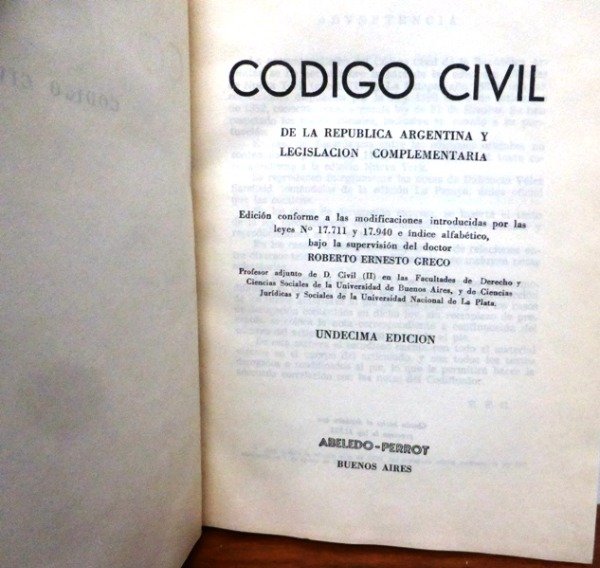 CODIGO CIVIL
DE LA REPUBLICA ARGENTINA Y
LEGISLACION COMPLEMENTARIA
Edición conforme a las modificaciones introducidas por las
leyes Nº 17.711 y 17.940 e índice alfabético,
bajo la supervisión del doctor
ROBERTO ERNESTO GRECO
Profesor adjunto de D. Civil (II) en las Facultades de Derecho y
Ciencias Sociales de la Universidad de Buenos Aires, y de Ciencias
Jurídicas y Sociales de la Universidad Nacional de La Plata.
UNDECIMA EDICION
ABELEDO-PERROT
BUENOS AIRES